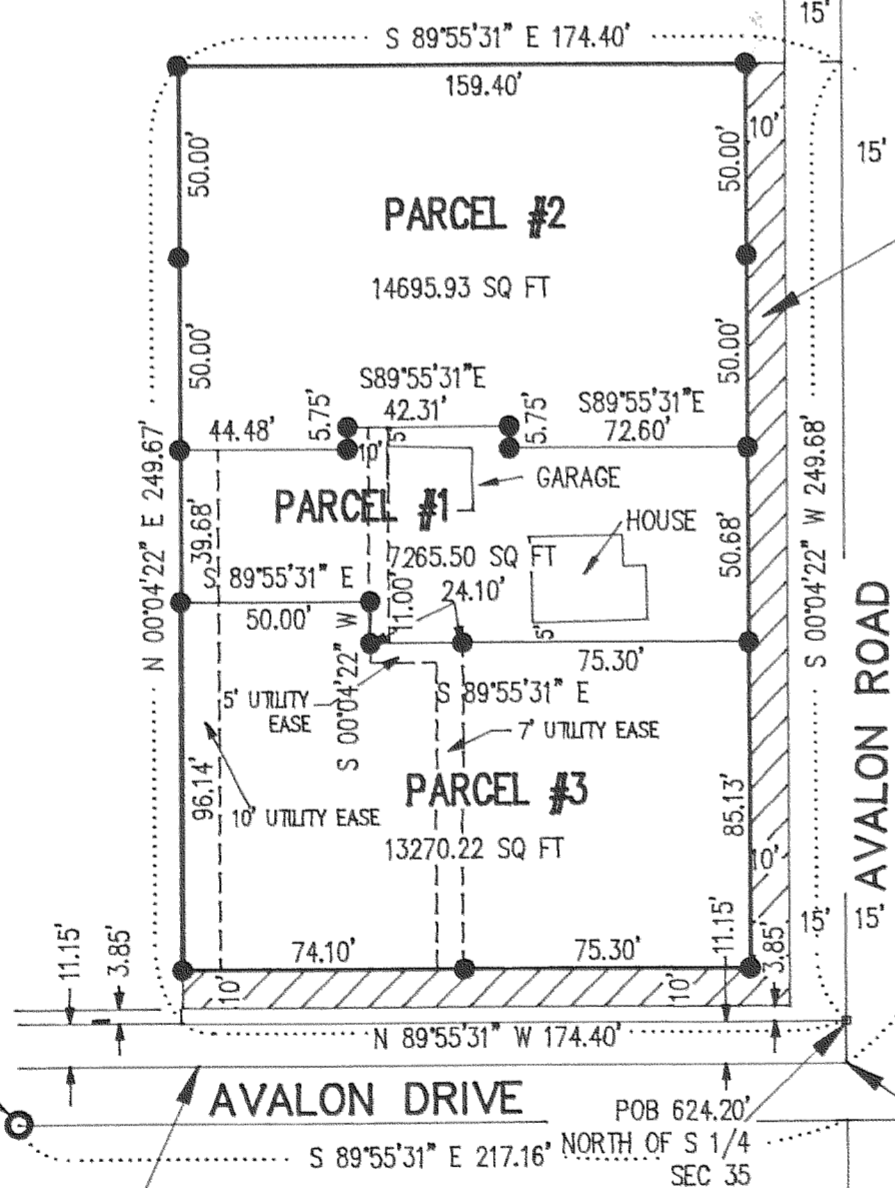 15'
S 89°55'31" E 174.40'
159.40'
50.00'
50.00'
10'
15'
PARCEL #2
14695.93 SQ FT
50.00'
50.00'
S89°55'31"E
42.31'
5.75'
5.75'
S89°55'31"E
72.60'
44.48'
5'
10'
N 00°04'22" E 249.67'
S 00°04'22" W 249.68'
GARAGE
PARCEL #1
39.68'
50.68'
HOUSE
7265.50 SQ FT
S 89°55'31" E
50.00'
11.00'
24.10'
5'
75.30'
S 00°04'22" W
S 89°55'31" E
5' UTILITY
EASE
7' UTILITY EASE
AVALON ROAD
PARCEL #3
96.14'
85.13'
10' UTILITY EASE
13270.22 SQ FT
10'
11.15'
3.85'
74.10'
75.30'
11.15'
3.85'
15'
15'
10'
10'
N 89°55'31" W 174.40'
AVALON DRIVE
POB 624.20'
NORTH OF S 1/4
SEC 35
S 89°55'31" E 217.16'